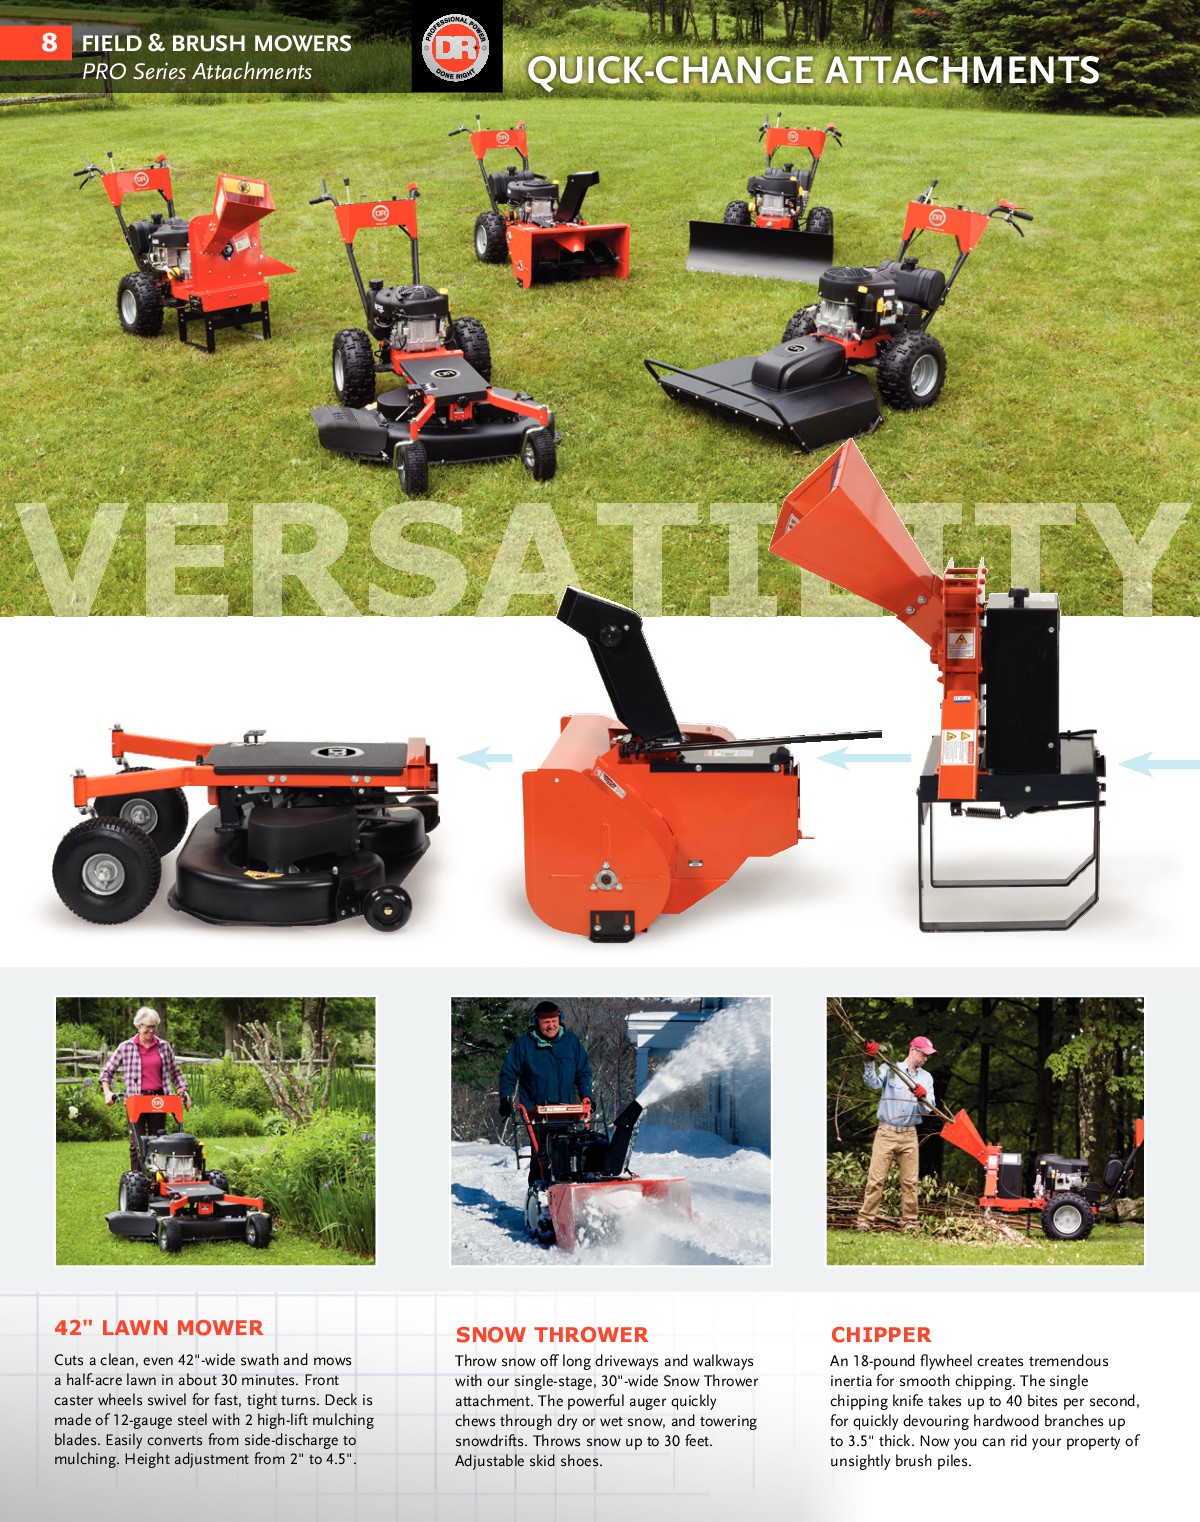 8
FIELD & BRUSH MOWERS
PRO Series Attachments
PROFESSIONAL POWER
DR
DONE RIGHT
QUICK-CHANGE ATTACHMENTS
VERSATILITY
42" LAWN MOWER
Cuts a clean, even 42"-wide swath and mows
a half-acre lawn in about 30 minutes. Front
caster wheels swivel for fast, tight turns. Deck is
made of 12-gauge steel with 2 high-lift mulching
blades. Easily converts from side-discharge to
mulching. Height adjustment from 2" to 4.5".
SNOW THROWER
Throw snow off long driveways and walkways
with our single-stage, 30"-wide Snow Thrower
attachment. The powerful auger quickly
chews through dry or wet snow, and towering
snowdrifts. Throws snow up to 30 feet.
Adjustable skid shoes.
CHIPPER
An 18-pound flywheel creates tremendous
inertia for smooth chipping. The single
chipping knife takes up to 40 bites per second,
for quickly devouring hardwood branches up
to 3.5" thick. Now you can rid your property of
unsightly brush piles.